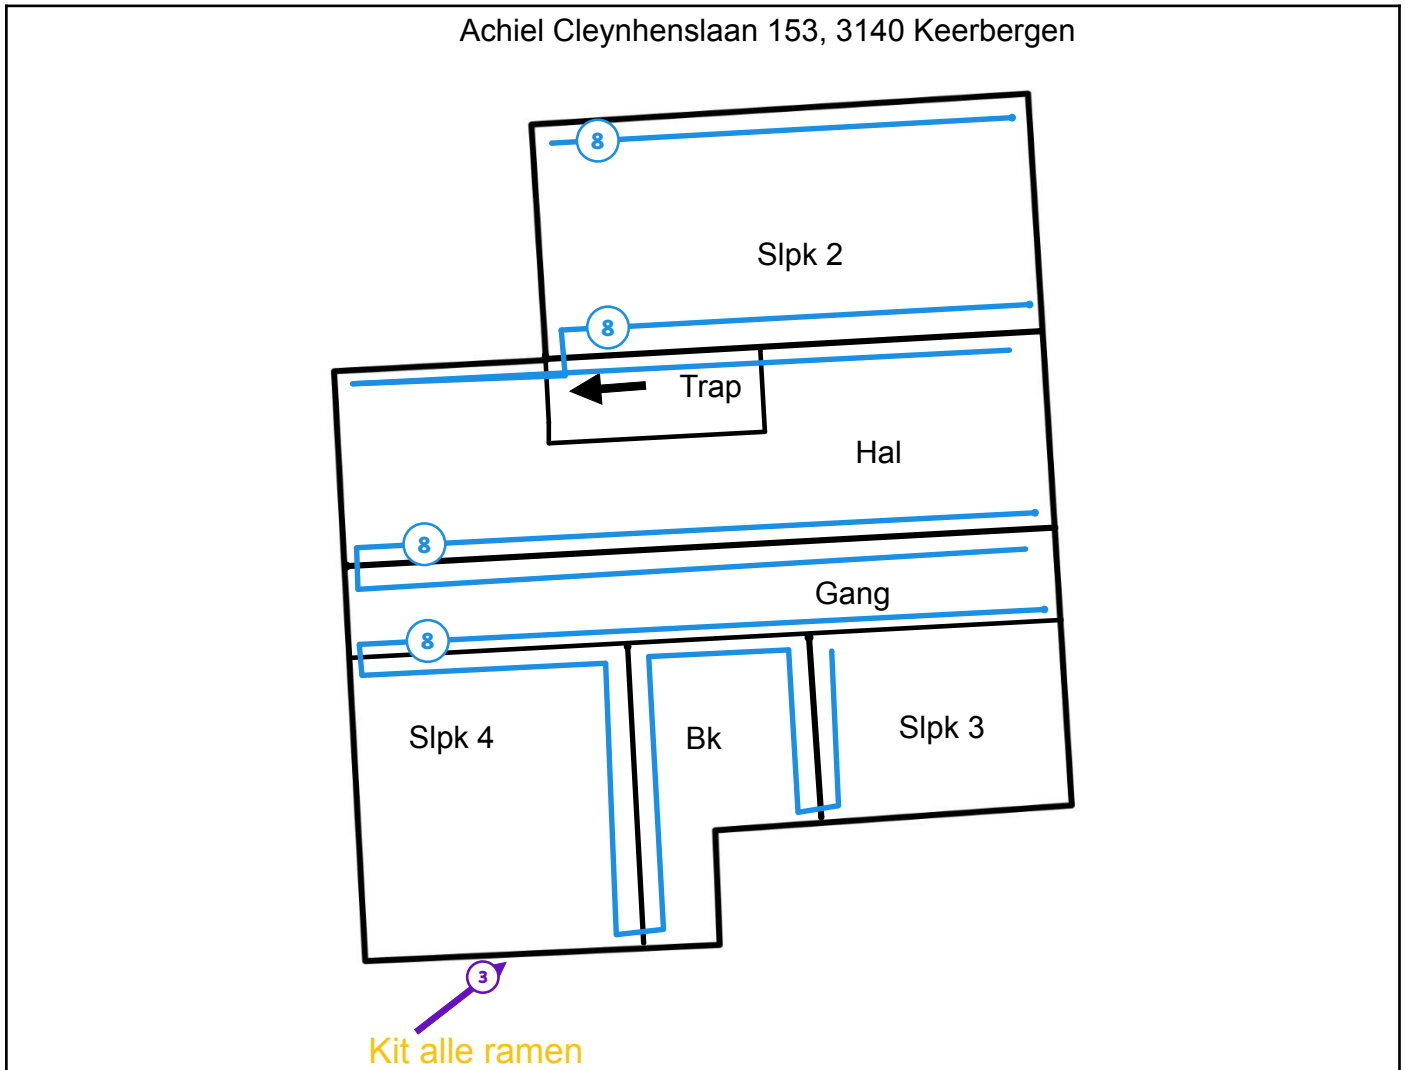 Achiel Cleynhenslaan 153, 3140 Keerbergen
8
Slpk 2
8
Trap
Hal
8
Gang
8
Slpk 4
Bk
Slpk 3
3
Kit alle ramen